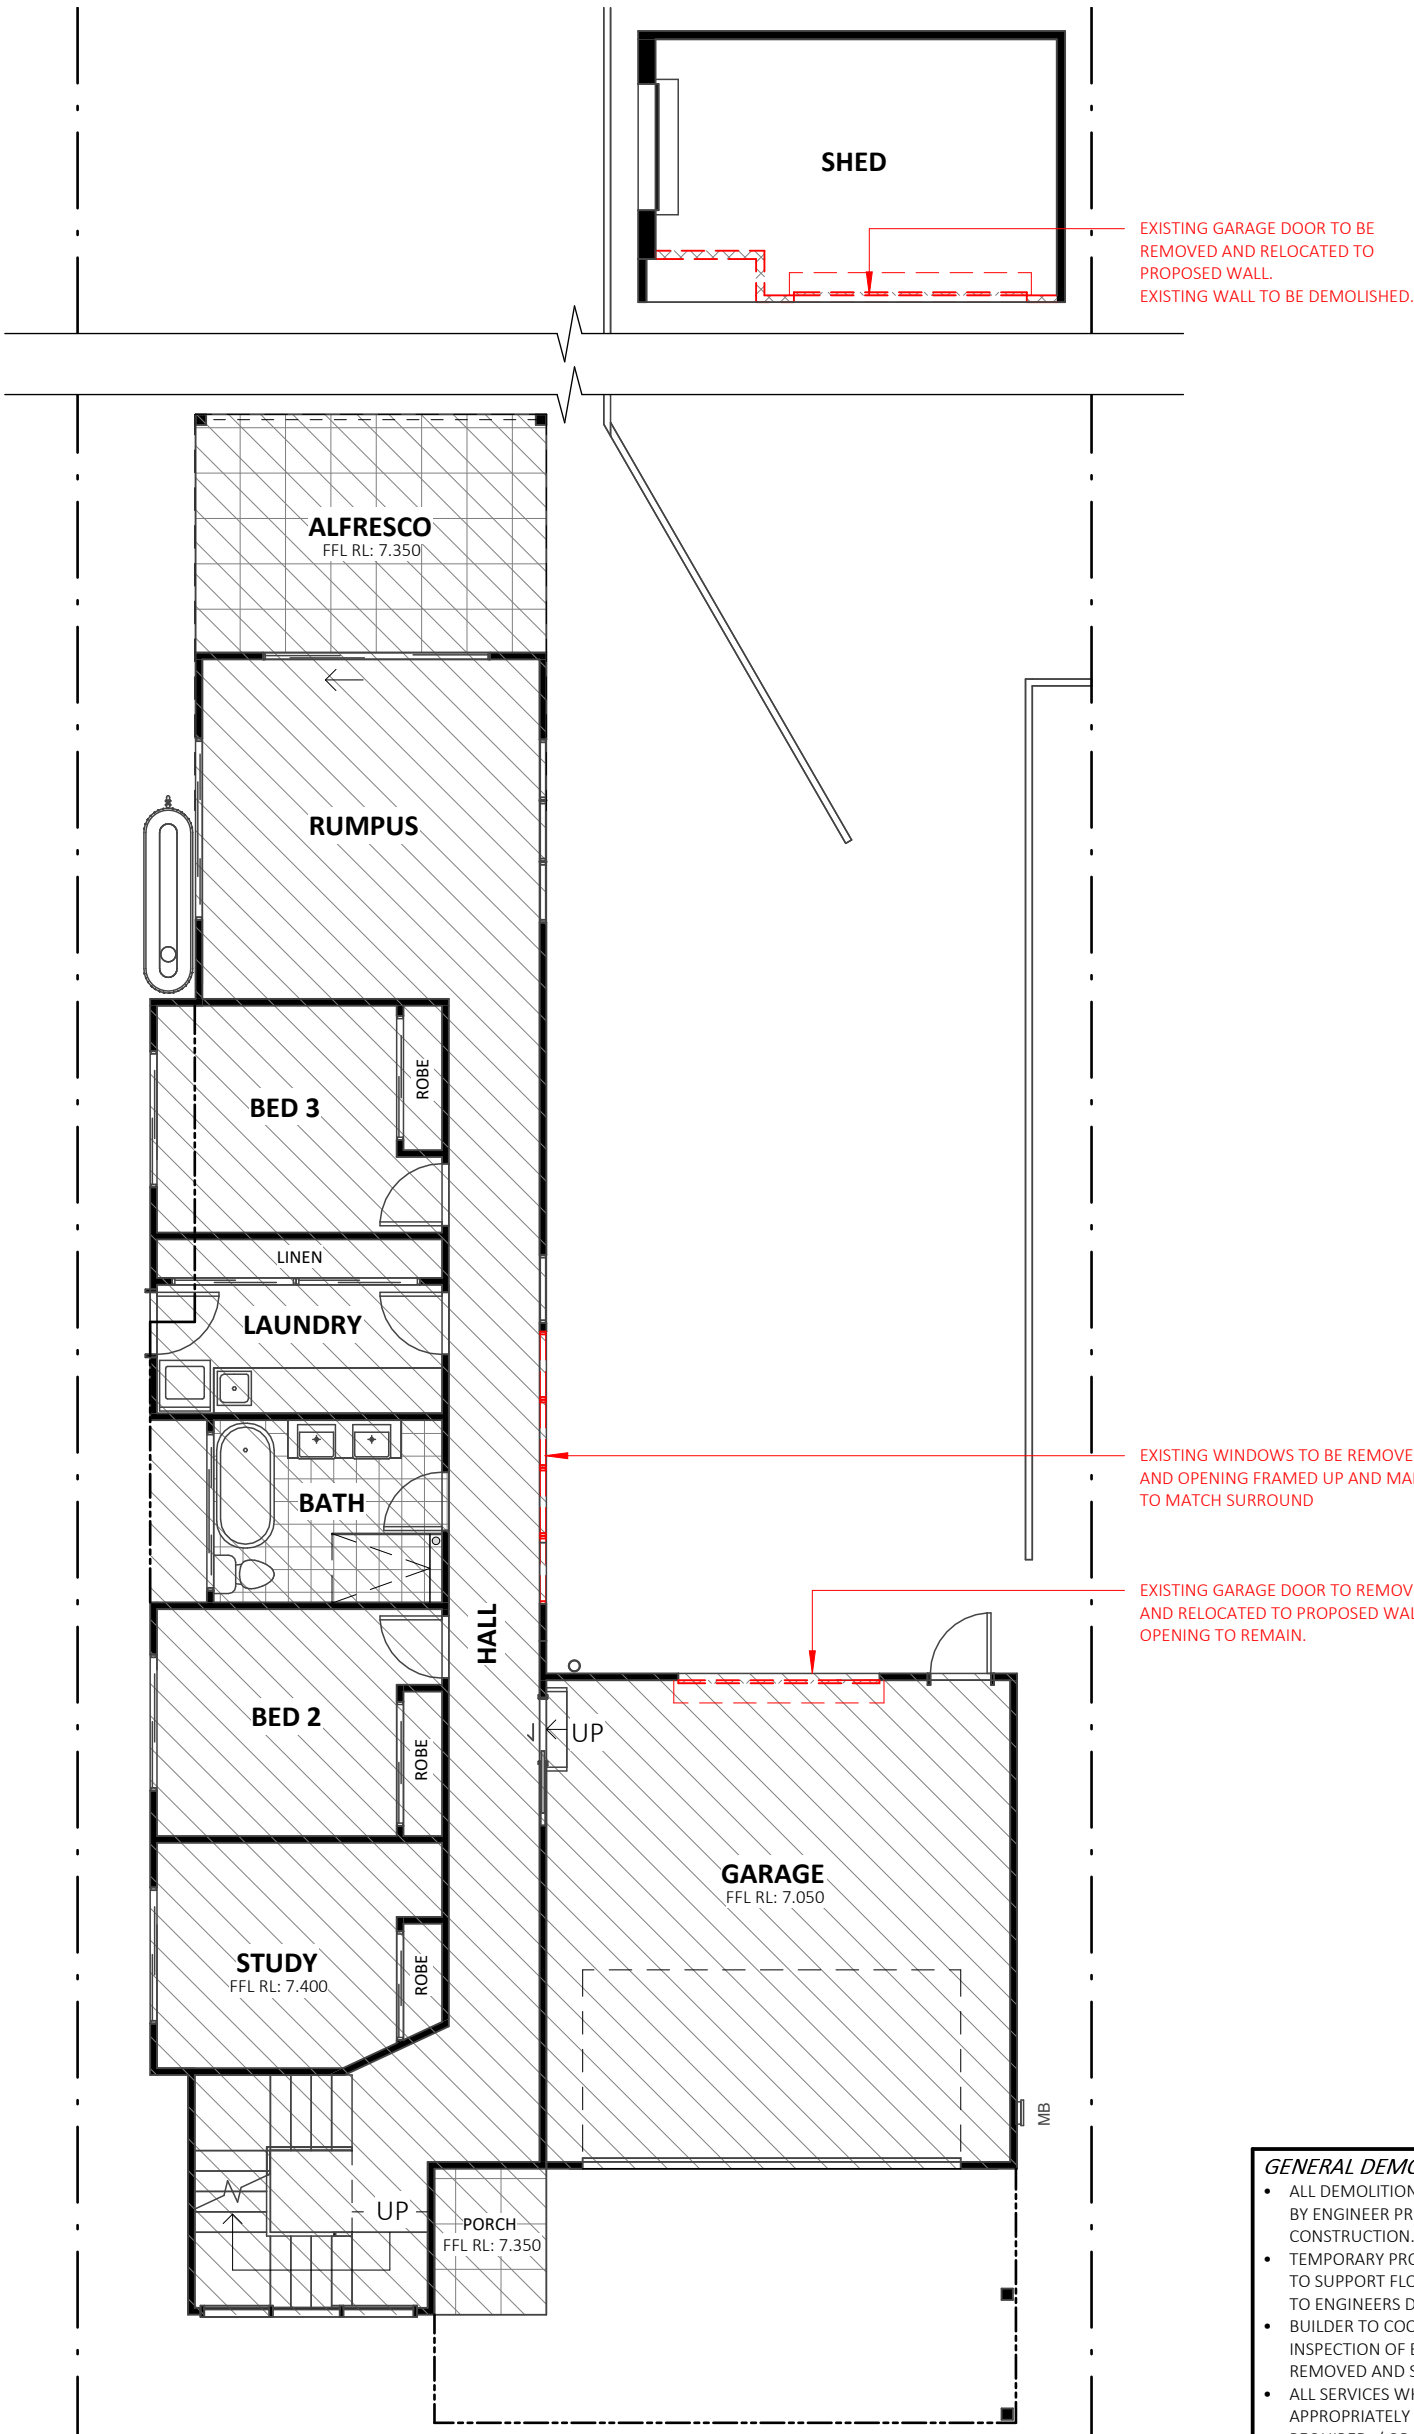 SHED
EXISTING GARAGE DOOR TO BE
REMOVED AND RELOCATED TO
PROPOSED WALL.
EXISTING WALL TO BE DEMOLISHED.
ALFRESCO
FFL RL: 7.350
RUMPUS
BED 3
ROBE
LINEN
LAUNDRY
EXISTING WINDOWS TO BE REMOVE
AND OPENING FRAMED UP AND
TO MATCH SURROUND
BATH
EXISTING GARAGE DOOR TO REMOV
AND RELOCATED TO PROPOSED WAL
OPENING TO REMAIN.
HALL
BED 2
ROBE
UP
GARAGE
FFL RL: 7.050
STUDY
FFL RL: 7.400
ROBE
MB
UP
PORCH
FFL RL: 7.350
GENERAL DEMO
• ALL DEMOLITION
BY ENGINEER PR
CONSTRUCTION.
• TEMPORARY PRO
TO SUPPORT FLO
TO ENGINEERS D
• BUILDER TO COO
INSPECTION OF E
REMOVED AND S
• ALL SERVICES WH
APPROPRIATELY